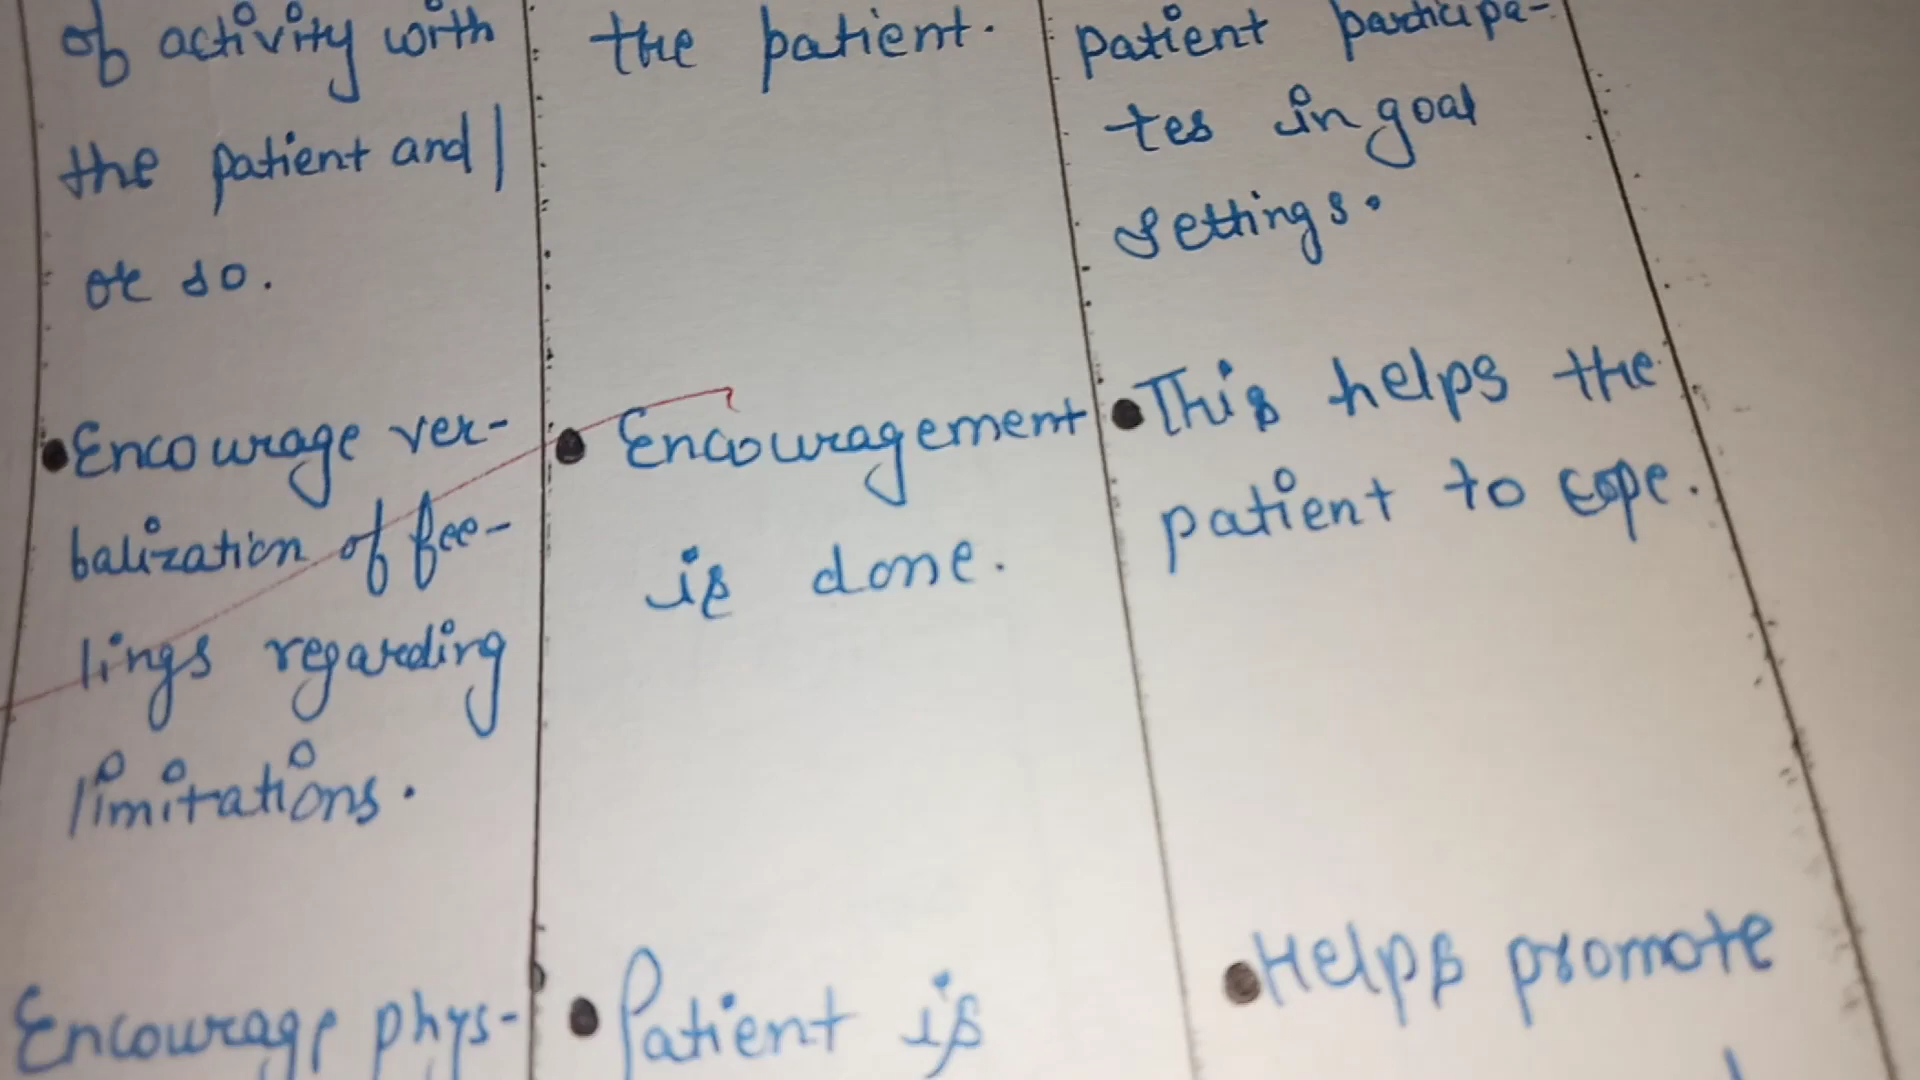 of activity with
the patient and/
or so.
• Encourage ver-
balization of fee-
lings regarding
limitations.
Encourage phys-
the patient.
• Encouragement
is done.
• Patient is
patient participa-
tes in goal
settings.
• This helps the
patient to cope.
• Helps promote